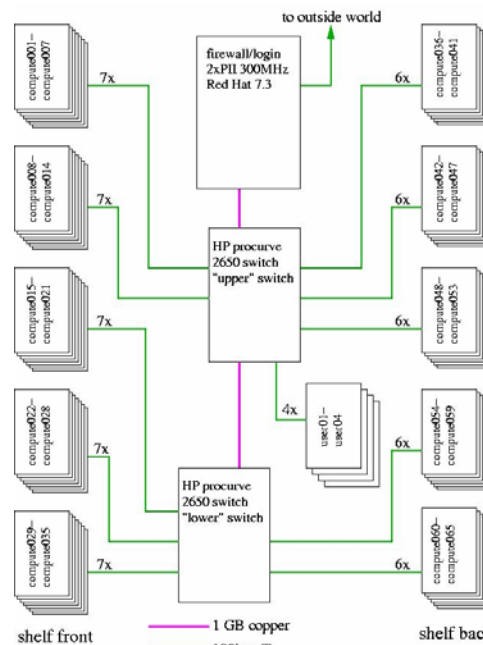 to outside world
firewall/login
2xPII 300MHz
Red Hat 7.3
compute001–
compute007
7x
compute036–
compute041
6x
compute008–
compute014
7x
compute042–
compute047
6x
HP procurve
2650 switch
"upper" switch
compute015–
compute021
7x
compute048–
compute053
6x
4x
user01–
user04
compute022–
compute028
7x
compute054–
compute059
6x
HP procurve
2650 switch
"lower" switch
compute029–
compute035
7x
compute060–
compute065
6x
shelf front
1 GB copper
shelf bac